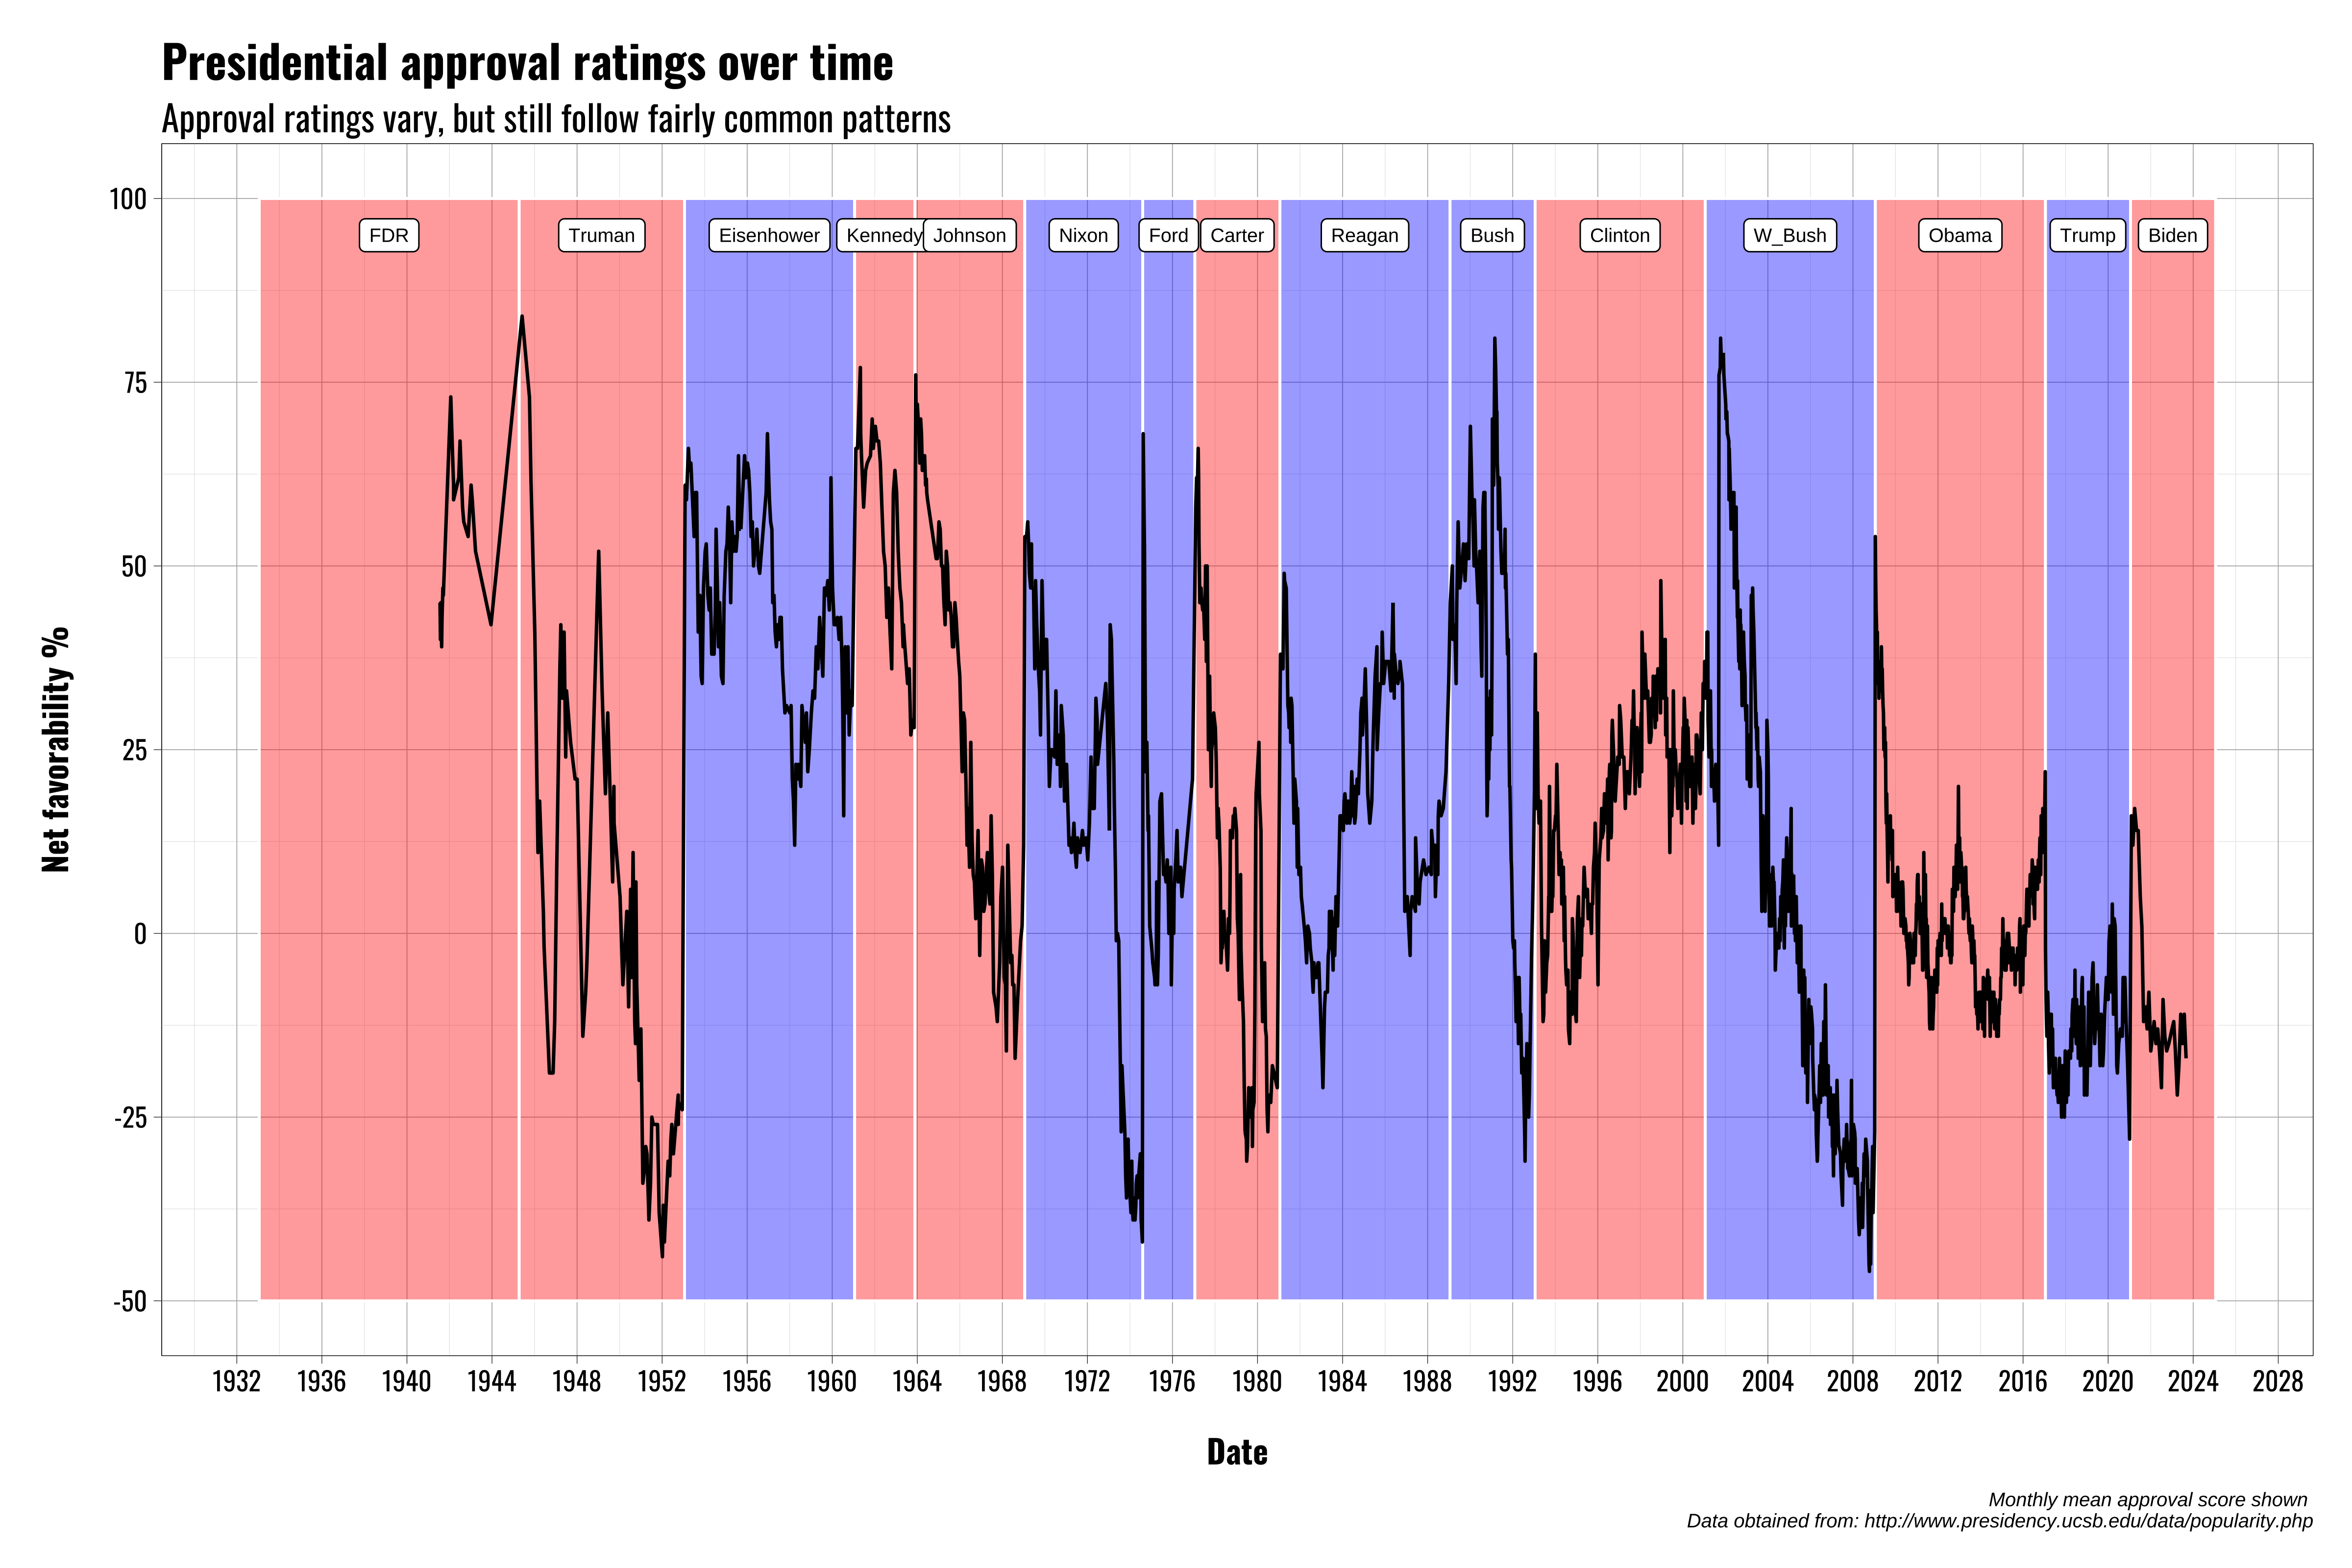 Presidential approval ratings over time
Approval ratings vary, but still follow fairly common patterns
Net favorability %
100
75
50
25
0
-25
-50
FDR
Truman
Eisenhower
Kennedy
Johnson
Nixon
Ford
Carter
Reagan
Bush
Clinton
W_Bush
Obama
Trump
Biden
1932 1936 1940 1944 1948 1952 1956 1960 1964 1968 1972 1976 1980 1984 1988 1992 1996 2000 2004 2008 2012 2016 2020 2024 2028
Date
Monthly mean approval score shown
Data obtained from: http://www.presidency.ucsb.edu/data/popularity.php